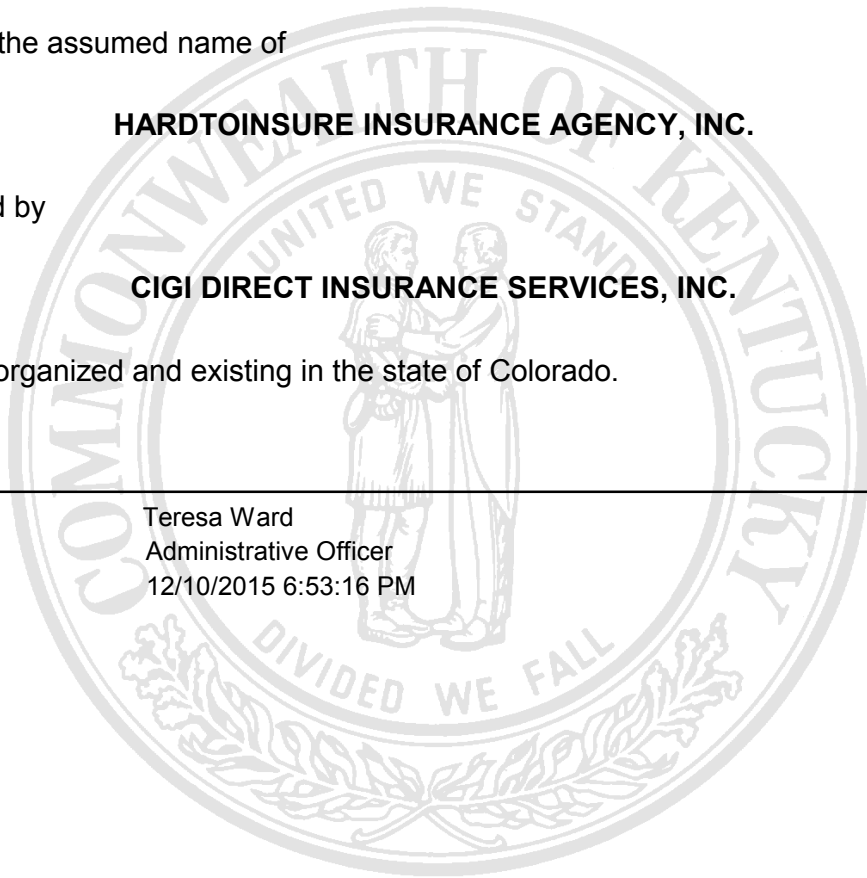 the assumed name of
HARDTOINSURE INSURANCE AGENCY, INC.
d by
CIGI DIRECT INSURANCE SERVICES, INC.
organized and existing in the state of Colorado.
Teresa Ward
Administrative Officer
12/10/2015 6:53:16 PM
COMMONWEALTH OF KENTUCKY
UNITED WE STAND
DIVIDED WE FALL